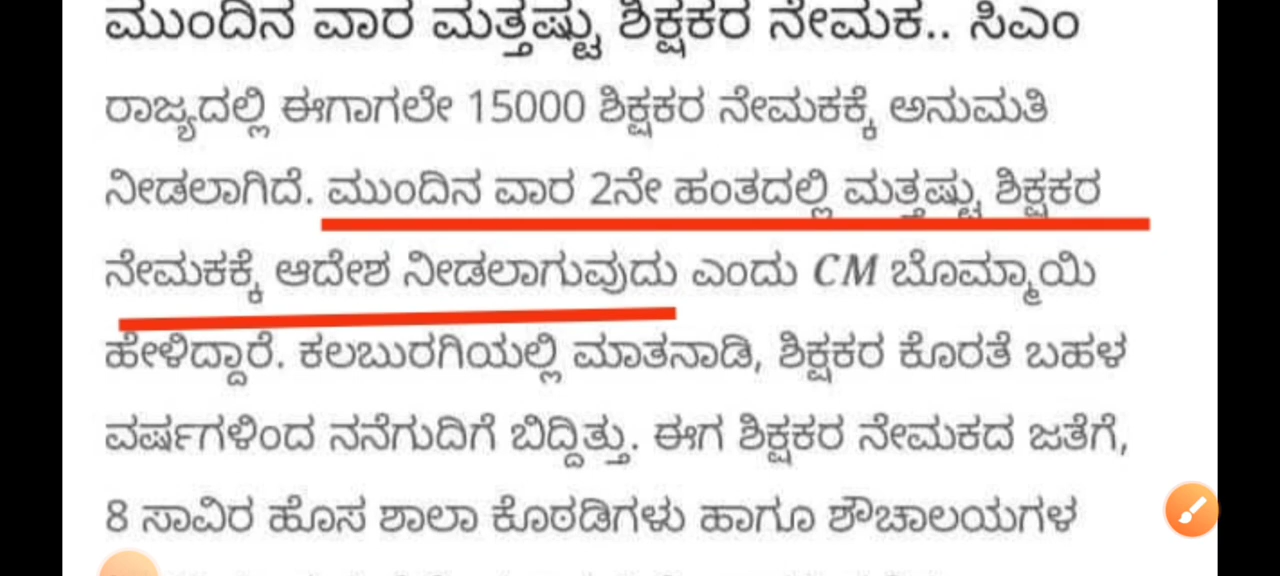 ಮುಂದಿನ ವಾರ ಮತ್ತಷ್ಟು ಶಿಕ್ಷಕರ ನೇಮಕ.. ಸಿಎಂ
ರಾಜ್ಯದಲ್ಲಿ ಈಗಾಗಲೇ 15000 ಶಿಕ್ಷಕರ ನೇಮಕಕ್ಕೆ ಅನುಮತಿ
ನೀಡಲಾಗಿದೆ. ಮುಂದಿನ ವಾರ 2ನೇ ಹಂತದಲ್ಲಿ ಮತ್ತಷ್ಟು ಶಿಕ್ಷಕರ
ನೇಮಕಕ್ಕೆ ಆದೇಶ ನೀಡಲಾಗುವುದು ಎಂದು CM ಬೊಮ್ಮಾಯಿ
ಹೇಳಿದ್ದಾರೆ. ಕಲಬುರಗಿಯಲ್ಲಿ ಮಾತನಾಡಿ, ಶಿಕ್ಷಕರ ಕೊರತೆ ಬಹಳ
ವರ್ಷಗಳಿಂದ ನನೆಗುದಿಗೆ ಬಿದ್ದಿತ್ತು. ಈಗ ಶಿಕ್ಷಕರ ನೇಮಕದ ಜತೆಗೆ,
8 ಸಾವಿರ ಹೊಸ ಶಾಲಾ ಕೊಠಡಿಗಳು ಹಾಗೂ ಶೌಚಾಲಯಗಳ